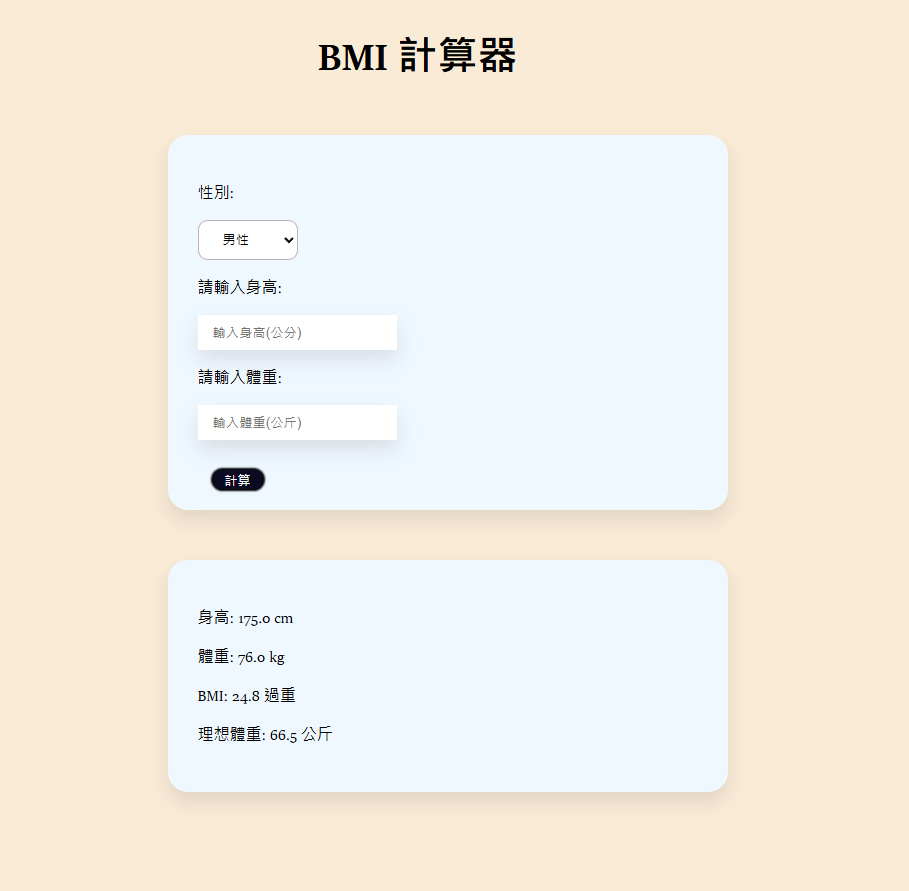 BMI 計算器
性別:
男性
請輸入身高:
輸入身高(公分)
請輸入體重:
輸入體重(公斤)
計算
身高: 175.0 cm
體重: 76.0 kg
BMI: 24.8 過重
理想體重: 66.5 公斤